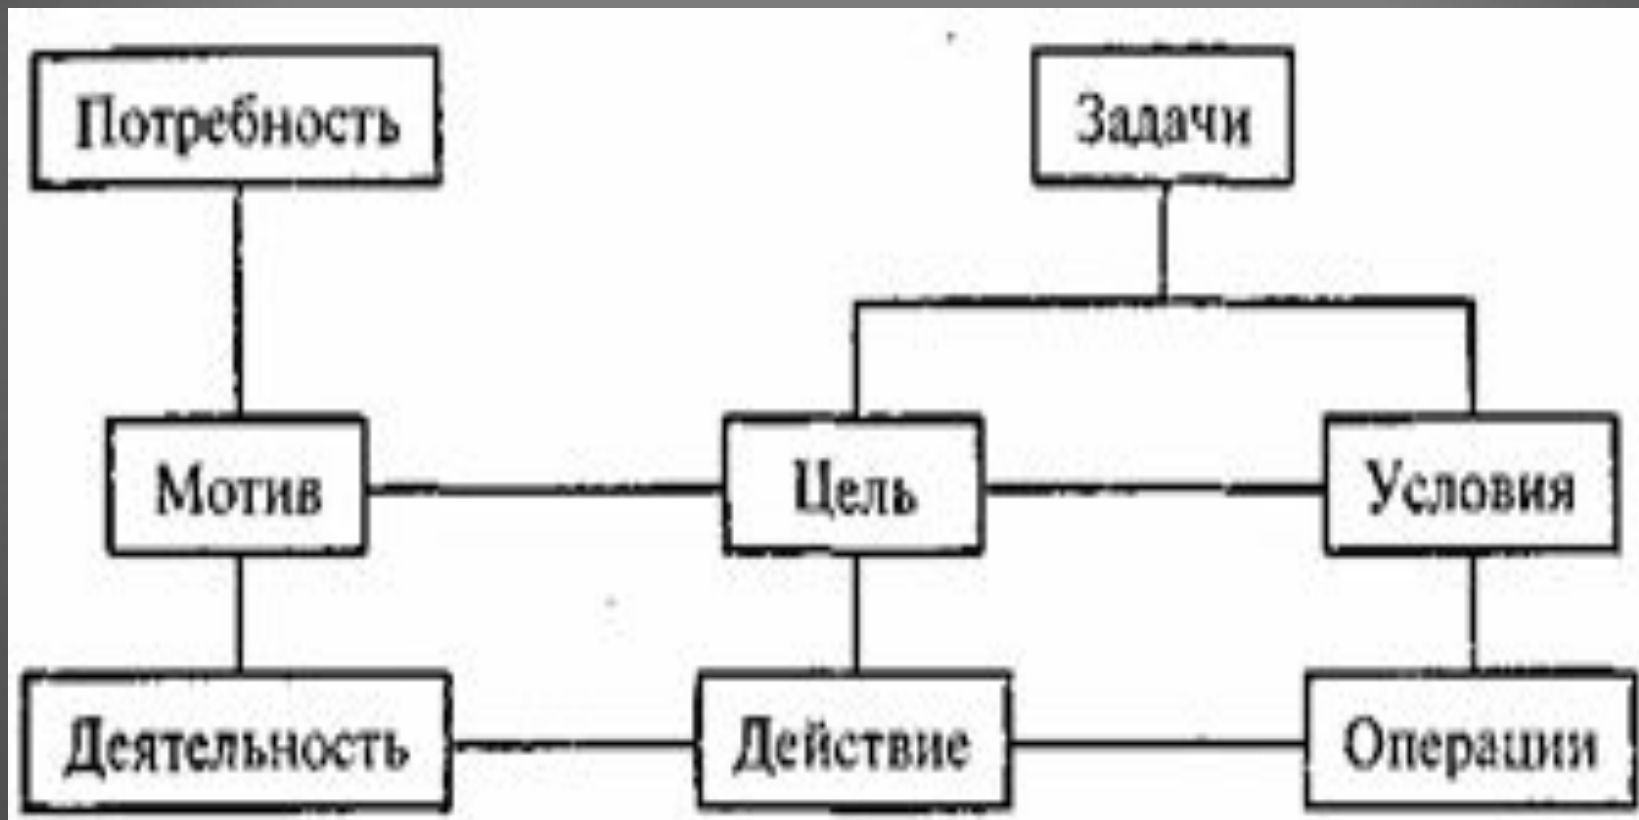 Потребность
Задачи
Мотив
Цель
Условия
Деятельность
Действие
Операции